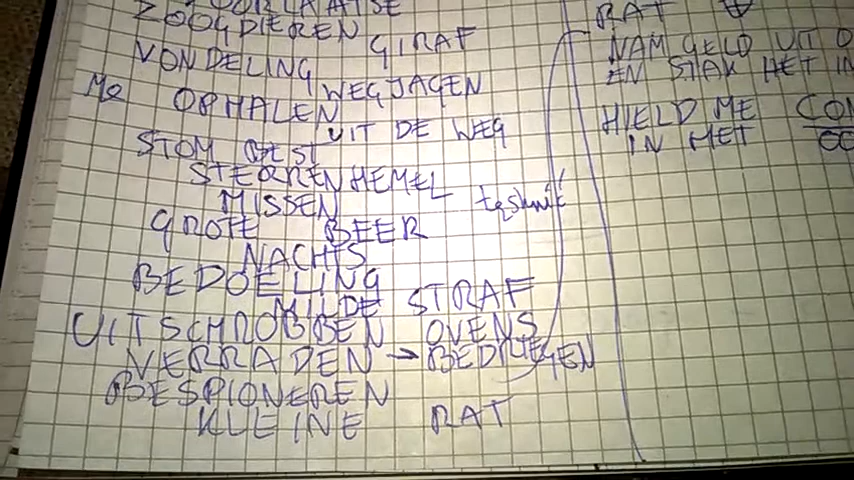 ZOOGDIEREN
GIRAF
VONDELING
WEGJAGEN
Me OPHALEN
UIT DE WEG
STOM BEEST
STERRENHEMEL
MISSEN
GROTE BEER
NACHTS
BEDOELING
MILDE STRAF
UITSCHROBBEN OVENS
VERRADEN → BEDRIEGEN
BESPIONEREN
KLEINE RAT
RAT
NAM GELD UIT
EN STAK HET IN
HIELD ME
IN MET